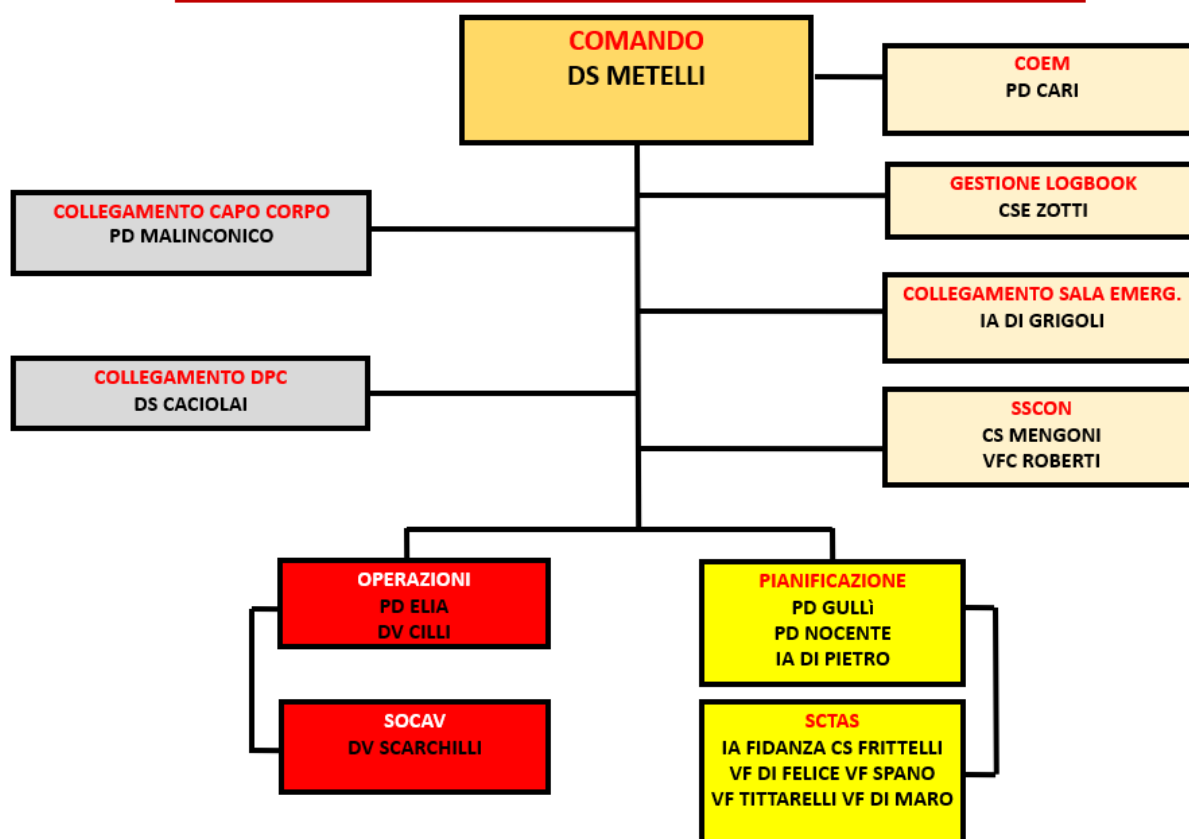 COMANDO
DS METELLI
COEM
PD CARI
GESTIONE LOGBOOK
CSE ZOTTI
COLLEGAMENTO CAPO CORPO
PD MALINCONICO
COLLEGAMENTO SALA EMERG.
IA DI GRIGOLI
COLLEGAMENTO DPC
DS CACIOLAI
SSCON
CS MENGONI
VFC ROBERTI
OPERAZIONI
PD ELIA
DV CILLI
PIANIFICAZIONE
PD GULLì
PD NOCENTE
IA DI PIETRO
SOCAV
DV SCARCHILLI
SCTAS
IA FIDANZA CS FRITTELLI
VF DI FELICE VF SPANO
VF TITTARELLI VF DI MARO